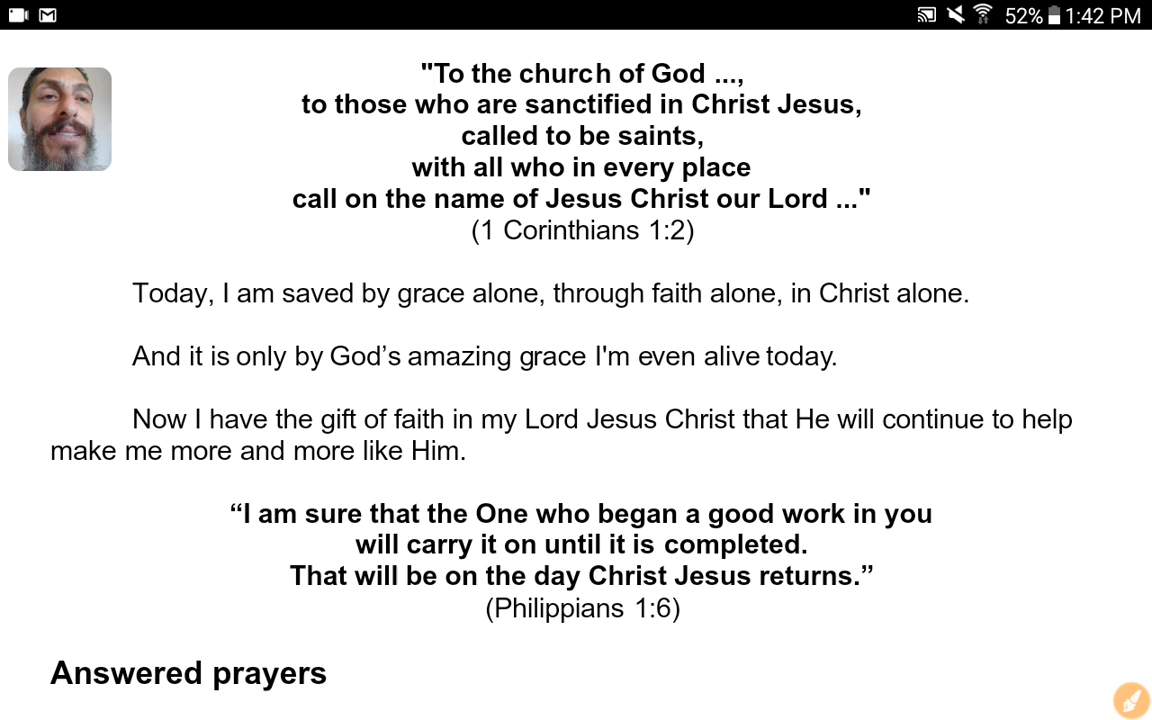 52% 1:42 PM
"To the church of God ...,
to those who are sanctified in Christ Jesus,
called to be saints,
with all who in every place
call on the name of Jesus Christ our Lord ..."
(1 Corinthians 1:2)
Today, I am saved by grace alone, through faith alone, in Christ alone.
And it is only by God’s amazing grace I'm even alive today.
Now I have the gift of faith in my Lord Jesus Christ that He will continue to help
make me more and more like Him.
“I am sure that the One who began a good work in you
will carry it on until it is completed.
That will be on the day Christ Jesus returns.”
(Philippians 1:6)
Answered prayers